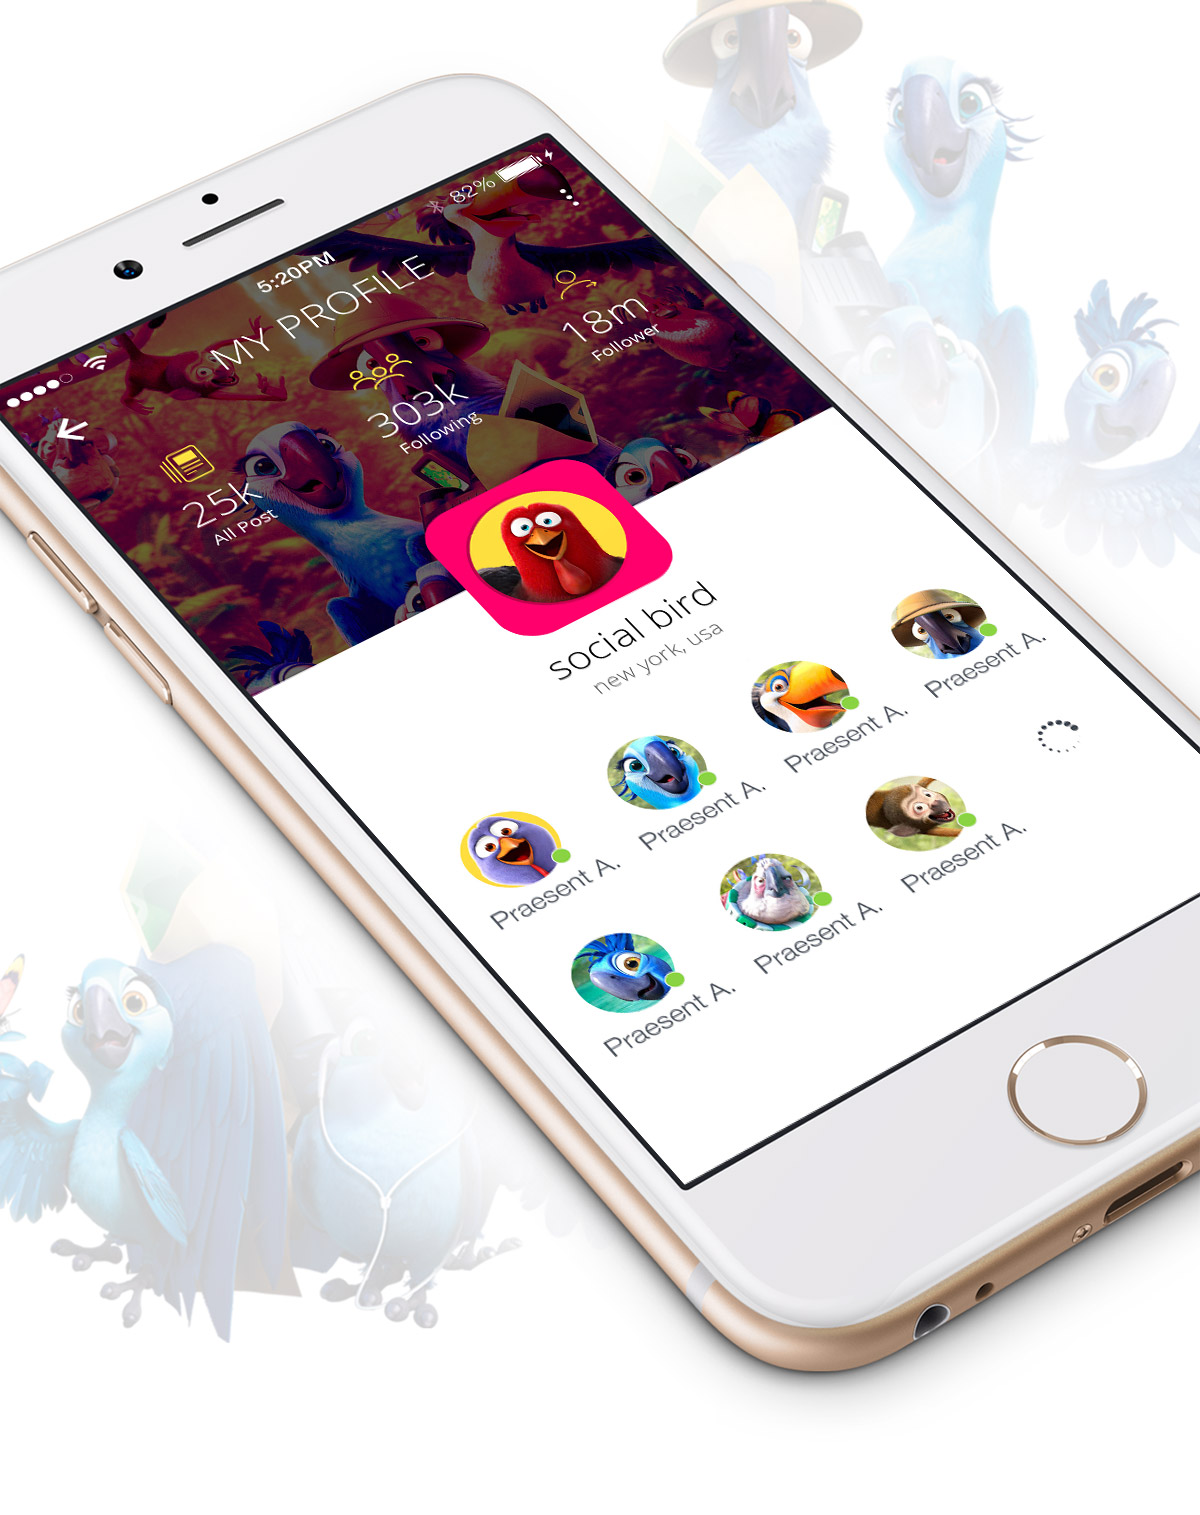 5:20PM
82%
MY PROFILE
25k
All Post
303k
Following
18m
Follower
social bird
new york, usa
Praesent A.
Praesent A.
Praesent A.
Praesent A.
Praesent A.
Praesent A.
Praesent A.